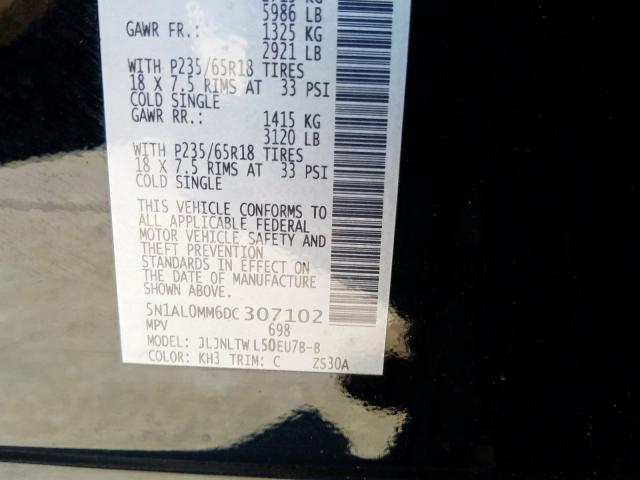 5986 LB
GAWR FR.: 1325 KG
2921 LB
WITH P235/65R18 TIRES
18 X 7.5 RIMS AT 33 PSI
COLD SINGLE
GAWR RR.: 1415 KG
3120 LB
WITH P235/65R18 TIRES
18 X 7.5 RIMS AT 33 PSI
COLD SINGLE
THIS VEHICLE CONFORMS TO
ALL APPLICABLE FEDERAL
MOTOR VEHICLE SAFETY AND
THEFT PREVENTION
STANDARDS IN EFFECT ON
THE DATE OF MANUFACTURE
SHOWN ABOVE.
5N1AL0MM6DC307102
MPV 698
MODEL: JLJNLTWL50EU7B-B
COLOR: KH3 TRIM: C ZS30A